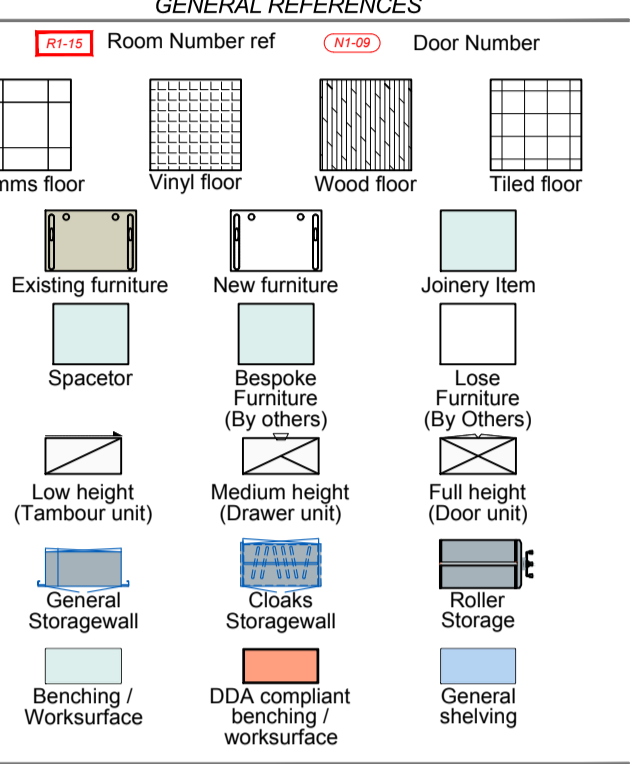 GENERAL REFERENCES
R1-15 Room Number ref N1-09 Door Number
mms floor Vinyl floor Wood floor Tiled floor
Existing furniture New furniture Joinery Item
Spacetor Bespoke Furniture (By others) Lose Furniture (By Others)
Low height (Tambour unit) Medium height (Drawer unit) Full height (Door unit)
General Storagewall Cloaks Storagewall Roller Storage
Benching / Worksurface DDA compliant benching / worksurface General shelving